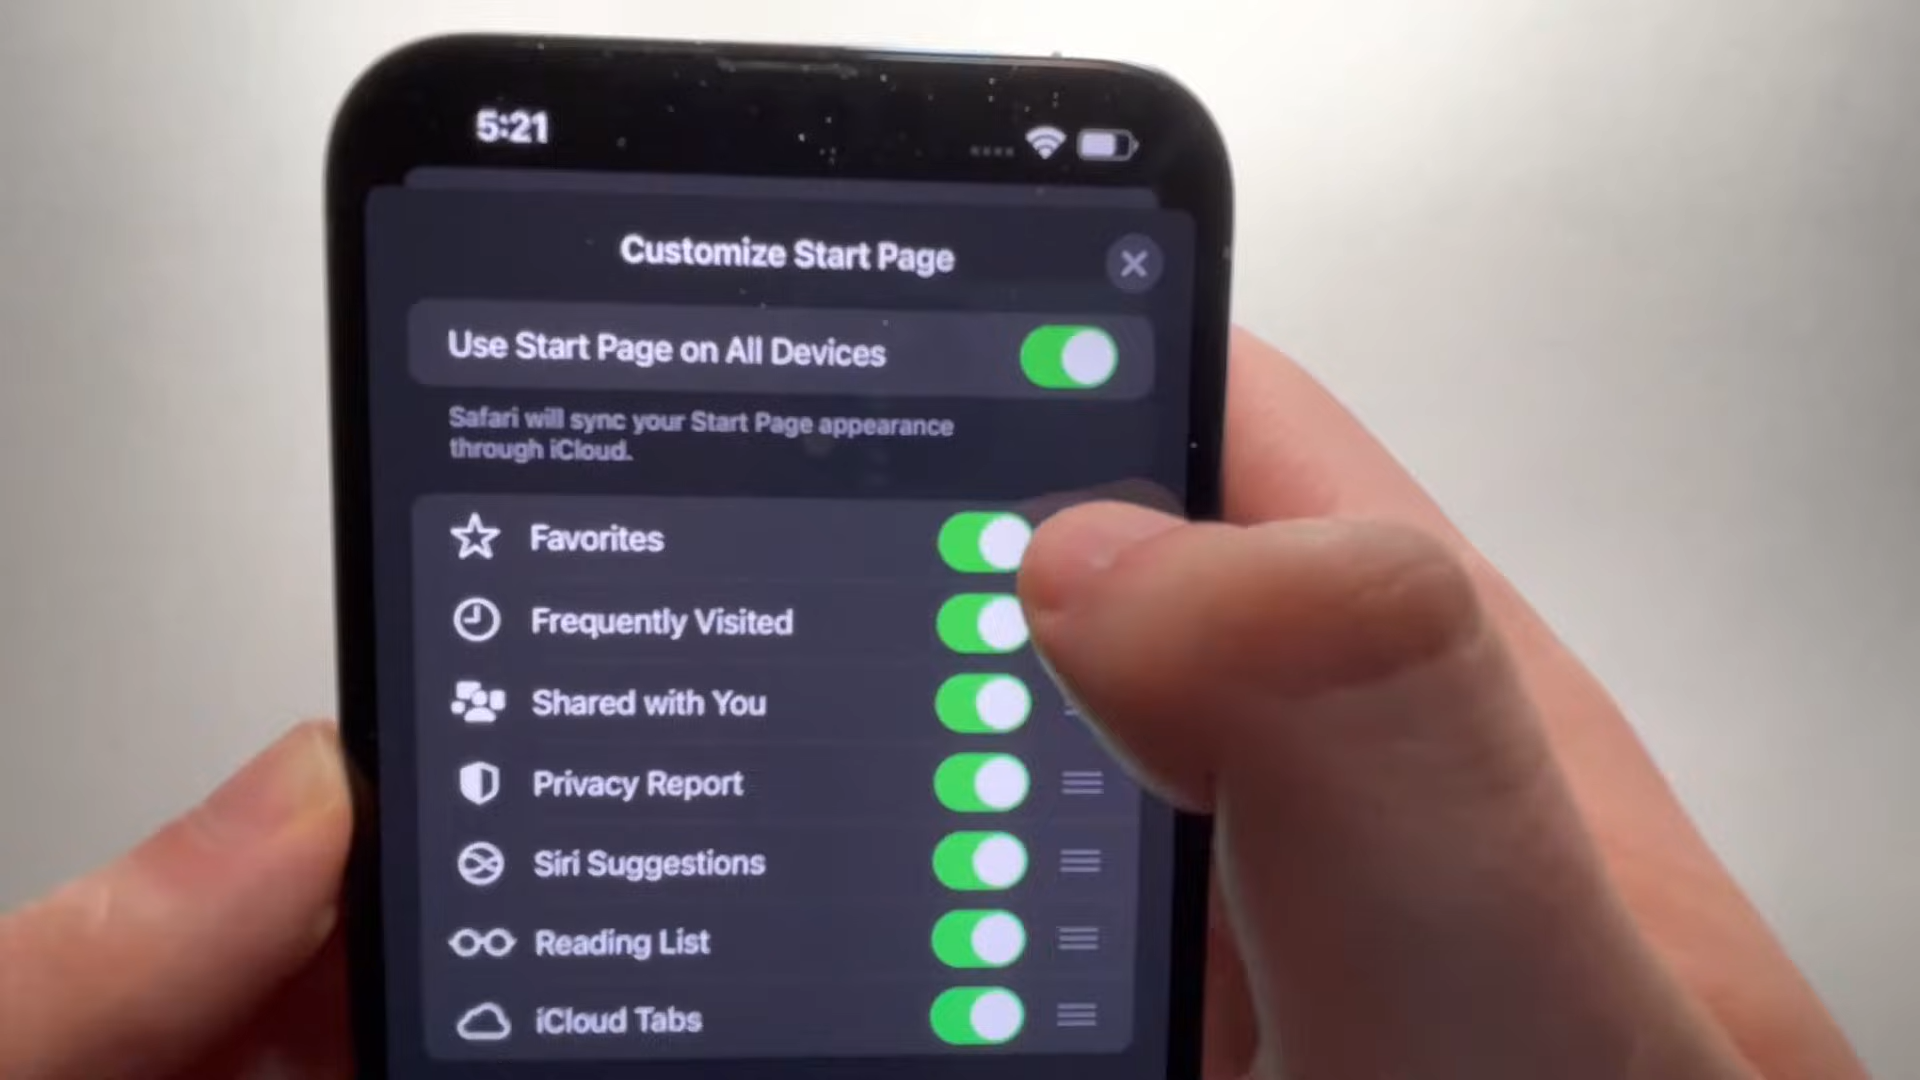 5:21
Customize Start Page
Use Start Page on All Devices
Safari will sync your Start Page appearance
through iCloud.
Favorites
Frequently Visited
Shared with You
Privacy Report
Siri Suggestions
Reading List
iCloud Tabs